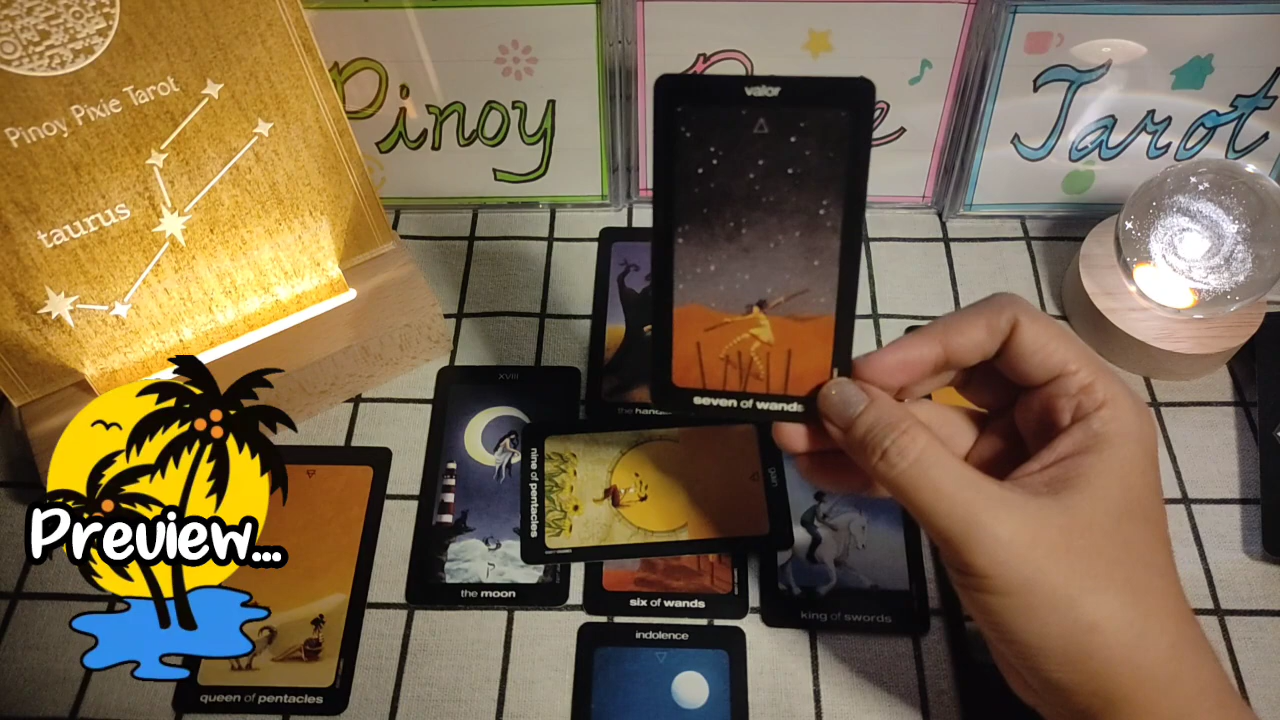 Pinoy Pixie Tarot
taurus
Pinoy
Tarot
valor
seven of wands
XVIII
the moon
nine of pentacles
gain
six of wands
king of swords
indolence
queen of pentacles
Preview...